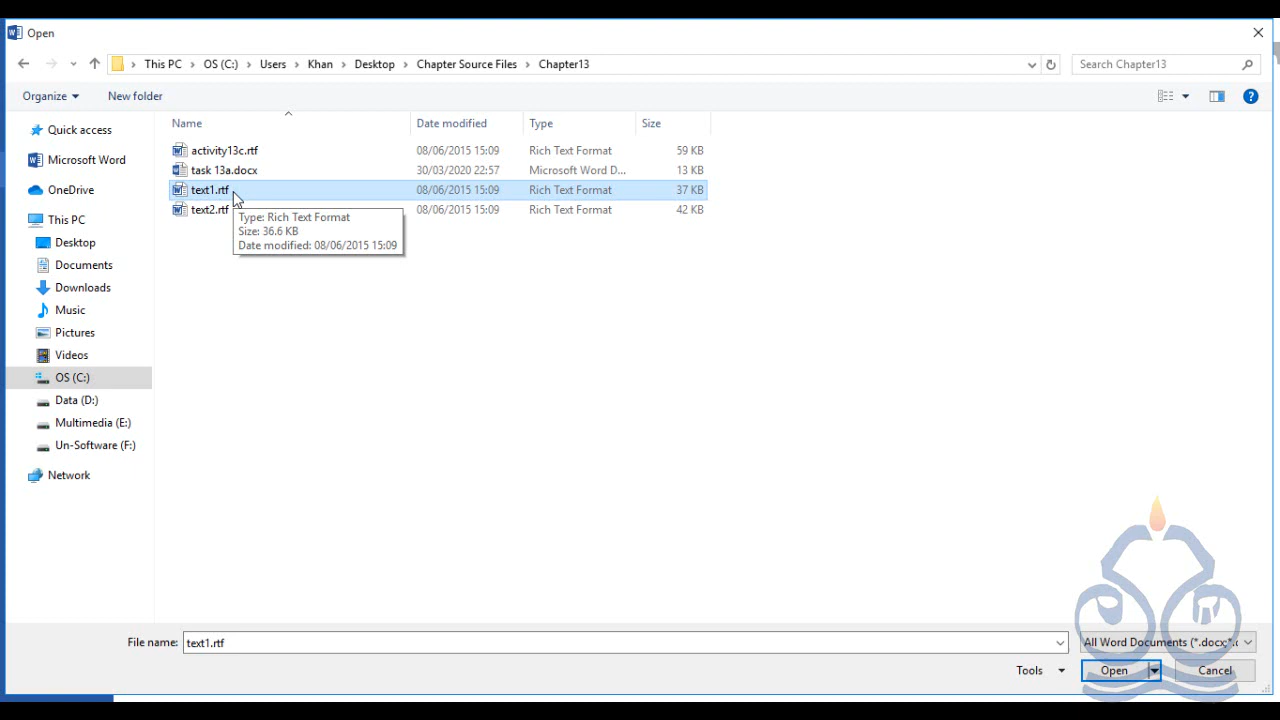 Open
This PC > OS (C:) > Users > Khan > Desktop > Chapter Source Files > Chapter13
Search Chapter13
Organize
New folder
Name Date modified Type Size
activity13c.rtf 08/06/2015 15:09 Rich Text Format 59 KB
task 13a.docx 30/03/2020 22:57 Microsoft Word D... 13 KB
text1.rtf 08/06/2015 15:09 Rich Text Format 37 KB
text2.rtf 08/06/2015 15:09 Rich Text Format 42 KB
Type: Rich Text Format
Size: 36.6 KB
Date modified: 08/06/2015 15:09
Quick access
Microsoft Word
OneDrive
This PC
Desktop
Documents
Downloads
Music
Pictures
Videos
OS (C:)
Data (D:)
Multimedia (E:)
Un-Software (F:)
Network
File name: text1.rtf
All Word Documents (*.docx;*.c
Tools
Open
Cancel